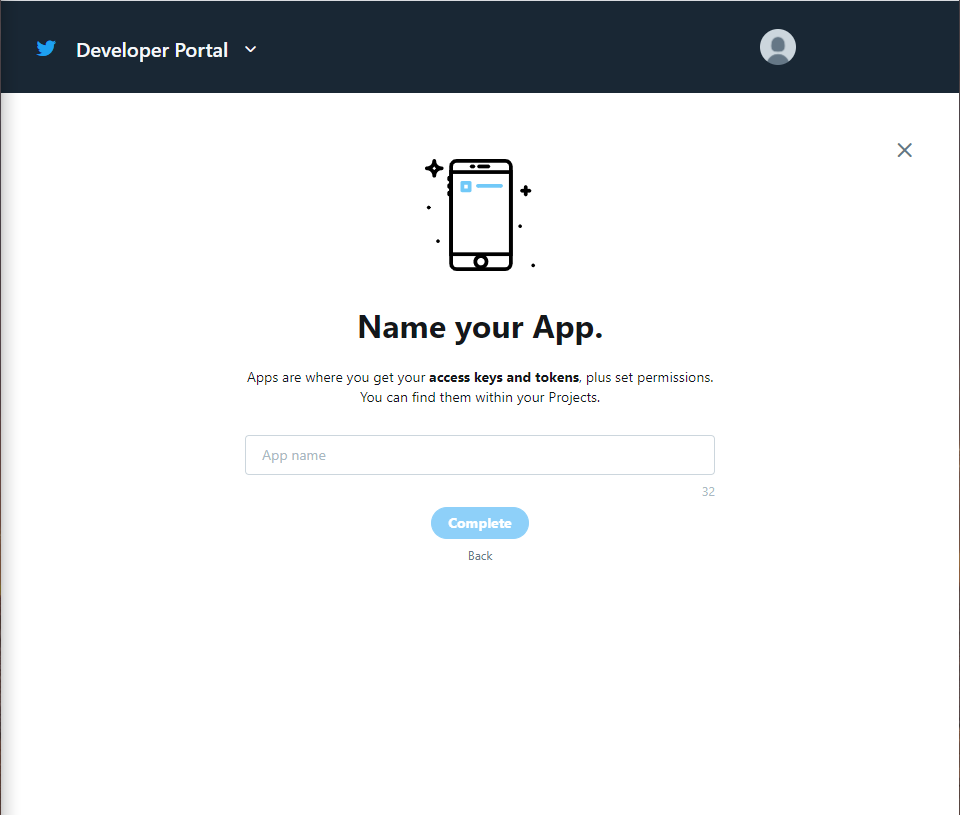 Developer Portal
Name your App.
Apps are where you get your access keys and tokens, plus set permissions.
You can find them within your Projects.
App name
32
Complete
Back